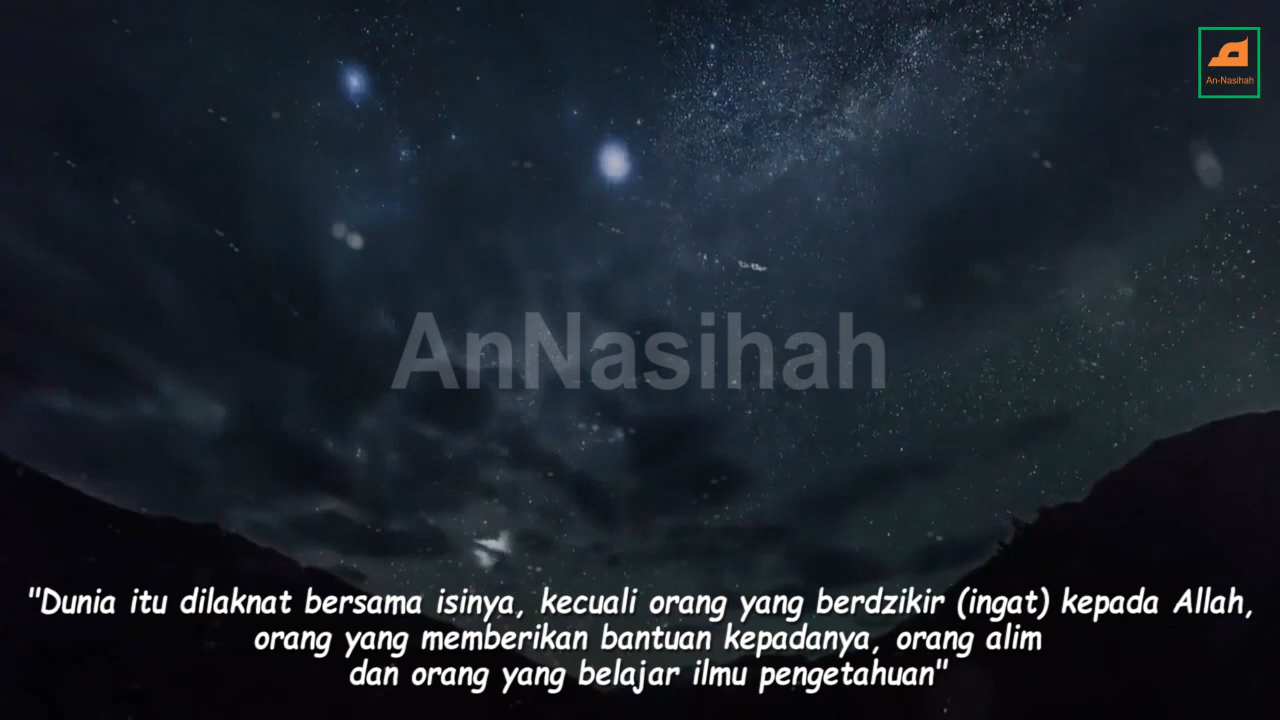 An-Nasihah
AnNasihah
"Dunia itu dilaknat bersama isinya, kecuali orang yang berdzikir (ingat) kepada Allah,
orang yang memberikan bantuan kepadanya, orang alim
dan orang yang belajar ilmu pengetahuan"